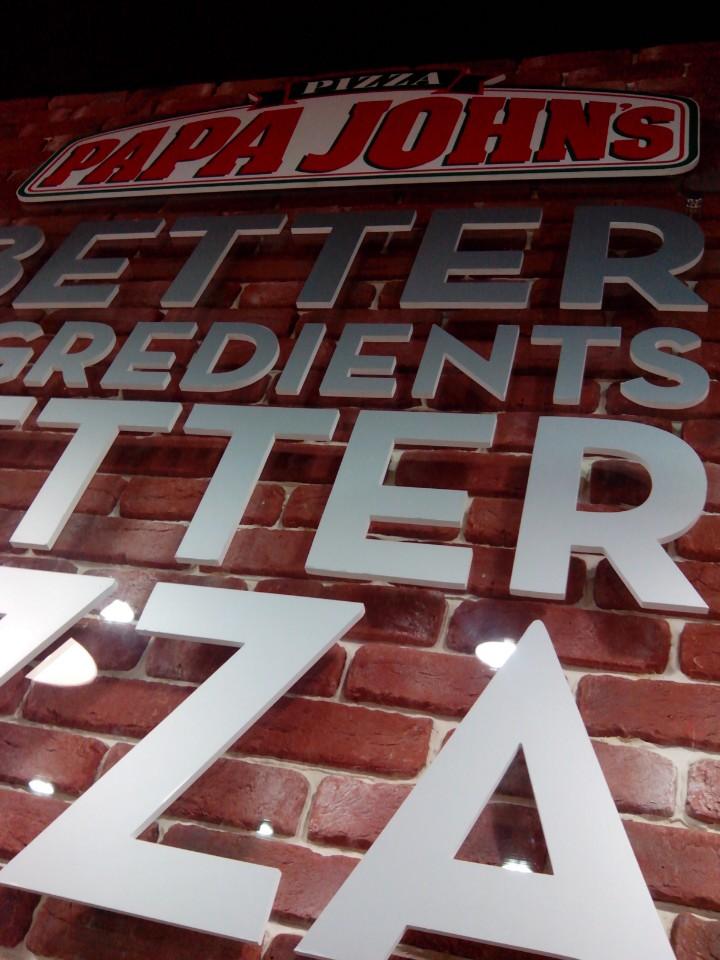 PIZZA
PAPA JOHN'S
BETTER
GREDIENTS
TTER
ZZA